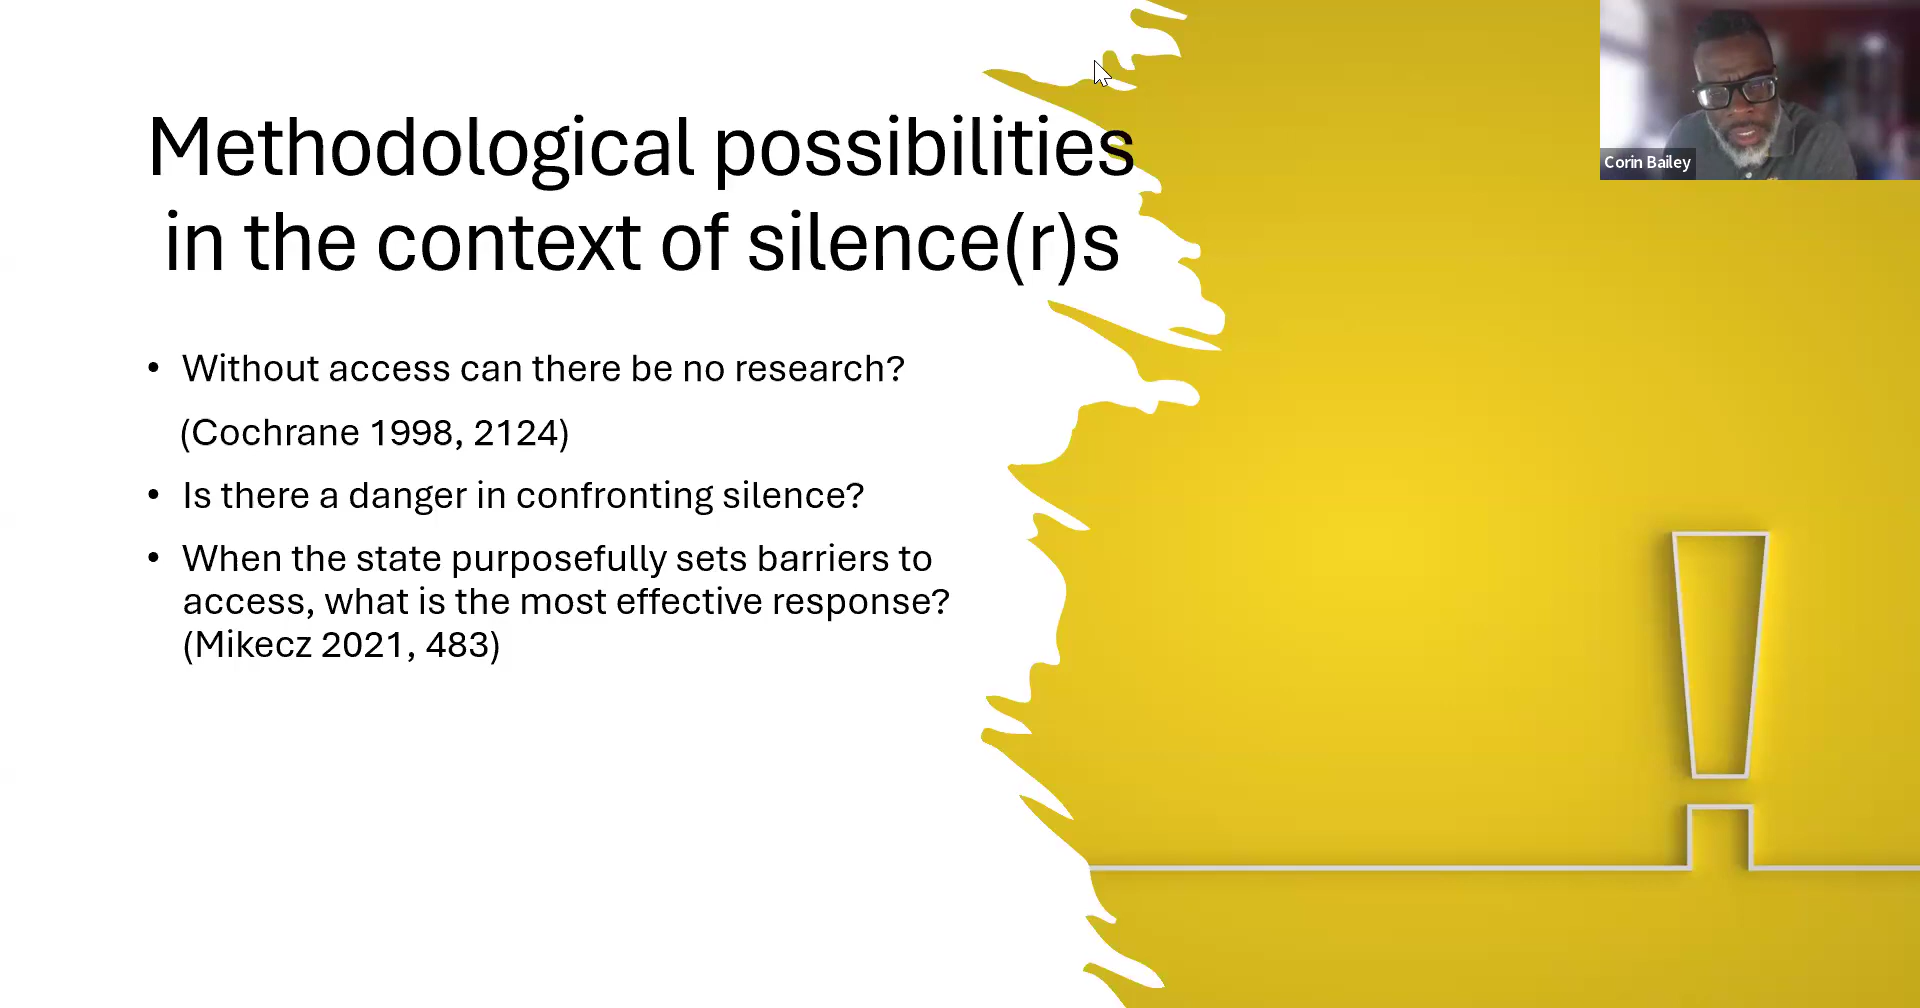 Methodological possibilities
in the context of silence(r)s
• Without access can there be no research?
(Cochrane 1998, 2124)
• Is there a danger in confronting silence?
• When the state purposefully sets barriers to
access, what is the most effective response?
(Mikecz 2021, 483)
Corin Bailey